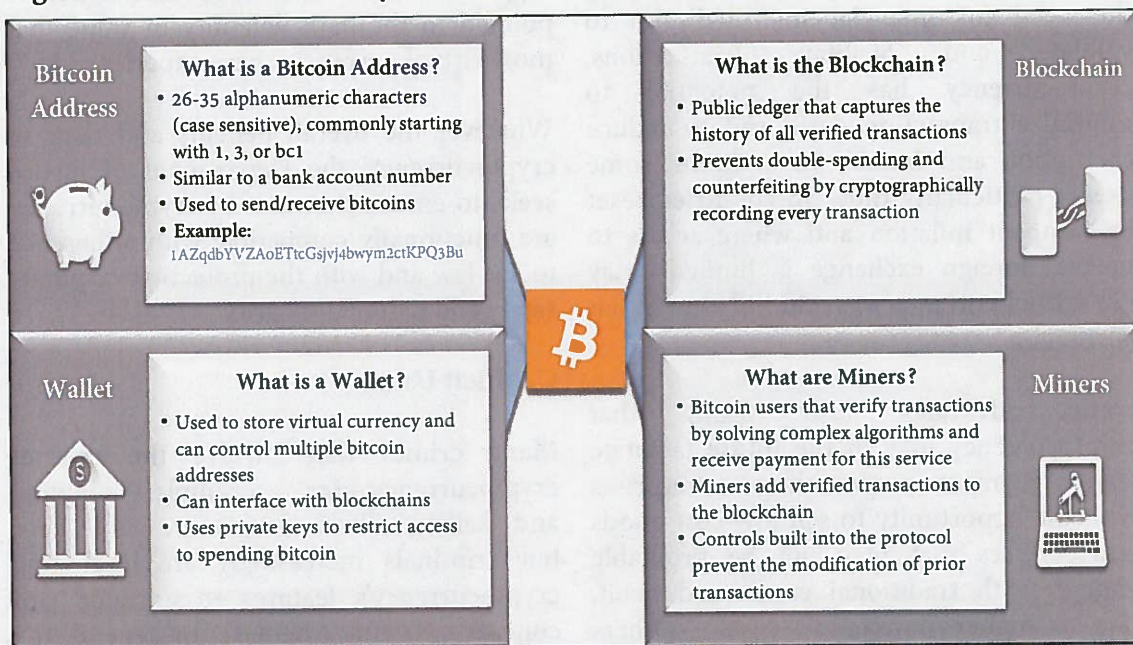 Bitcoin
Address
What is a Bitcoin Address?
• 26-35 alphanumeric characters
(case sensitive), commonly starting
with 1, 3, or bc1
• Similar to a bank account number
• Used to send/receive bitcoins
• Example:
1AZqdbYVZAoETtcGsjvj4bwym2ctKPQ3Bu
What is the Blockchain?
• Public ledger that captures the
history of all verified transactions
• Prevents double-spending and
counterfeiting by cryptographically
recording every transaction
Blockchain
Wallet
What is a Wallet?
• Used to store virtual currency and
can control multiple bitcoin
addresses
• Can interface with blockchains
• Uses private keys to restrict access
to spending bitcoin
What are Miners?
• Bitcoin users that verify transactions
by solving complex algorithms and
receive payment for this service
• Miners add verified transactions to
the blockchain
• Controls built into the protocol
prevent the modification of prior
transactions
Miners